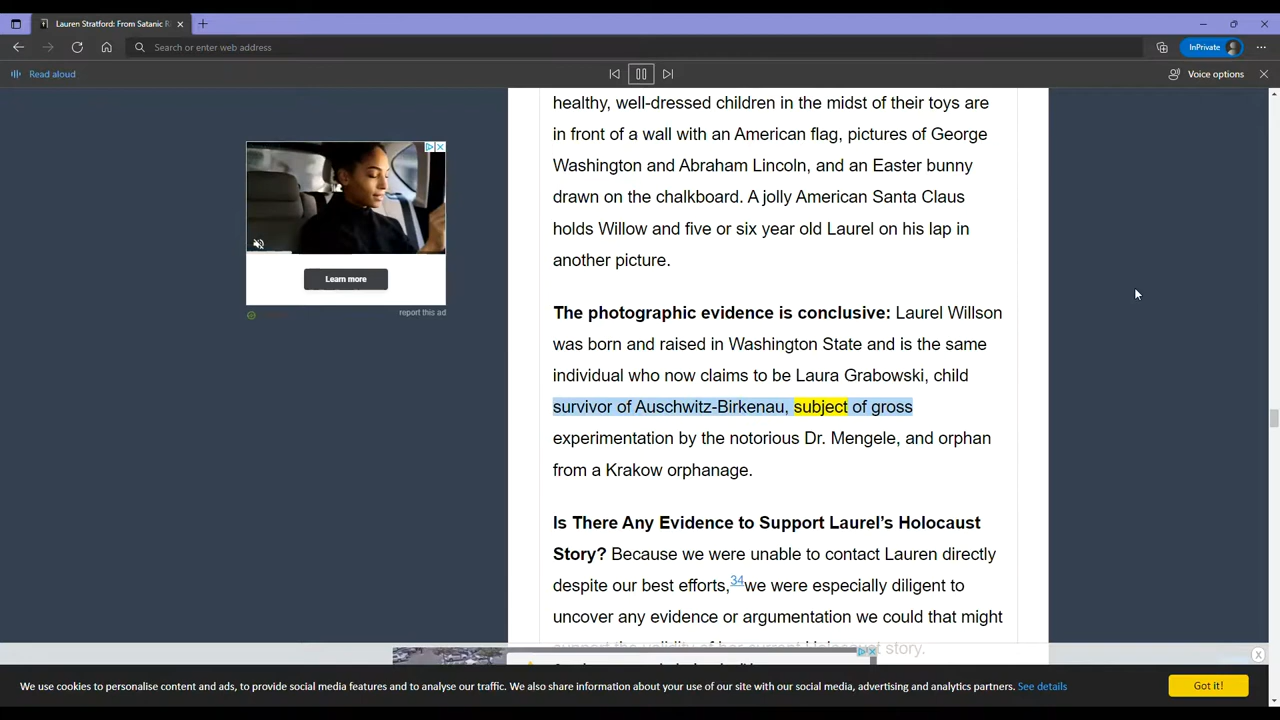 Lauren Stratford: From Satanic R
Search or enter web address
InPrivate
Read aloud
Voice options
healthy, well-dressed children in the midst of their toys are
in front of a wall with an American flag, pictures of George
Washington and Abraham Lincoln, and an Easter bunny
drawn on the chalkboard. A jolly American Santa Claus
holds Willow and five or six year old Laurel on his lap in
another picture.
Learn more
report this ad
The photographic evidence is conclusive: Laurel Willson
was born and raised in Washington State and is the same
individual who now claims to be Laura Grabowski, child
survivor of Auschwitz-Birkenau, subject of gross
experimentation by the notorious Dr. Mengele, and orphan
from a Krakow orphanage.
Is There Any Evidence to Support Laurel’s Holocaust
Story? Because we were unable to contact Lauren directly
despite our best efforts,34we were especially diligent to
uncover any evidence or argumentation we could that might
support the validity of her current Holocaust story.
We use cookies to personalise content and ads, to provide social media features and to analyse our traffic. We also share information about your use of our site with our social media, advertising and analytics partners. See details
Got it!